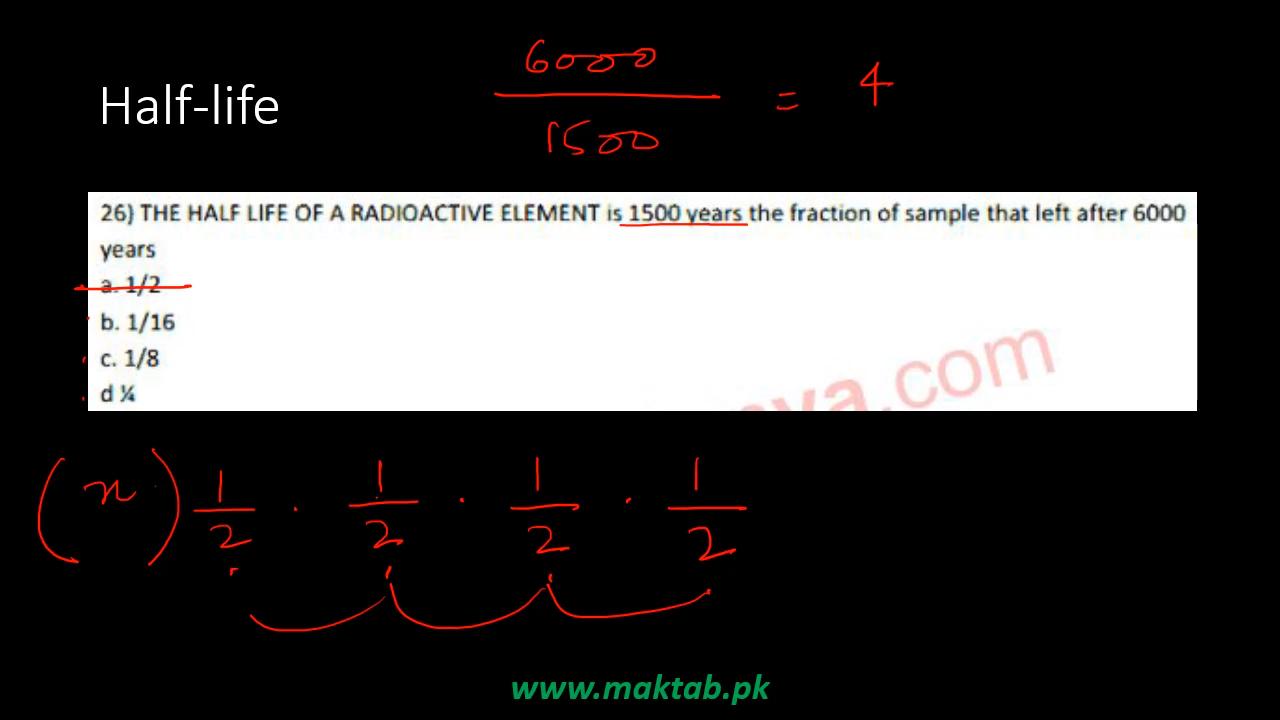 6000
Half-life
= 4
1500
26) THE HALF LIFE OF A RADIOACTIVE ELEMENT is 1500 years the fraction of sample that left after 6000
years
a. 1/2
b. 1/16
c. 1/8
d ¼
ya.com
(x) 1/2 · 1/2 · 1/2 · 1/2
www.maktab.pk